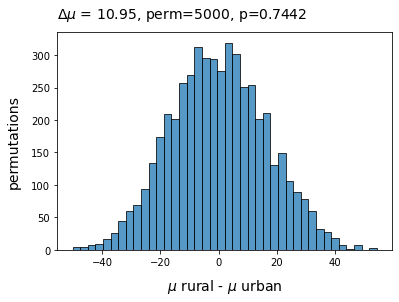 Δμ = 10.95, perm=5000, p=0.7442
300
250
200
150
100
50
0
permutations
−40 −20 0 20 40
μ rural - μ urban